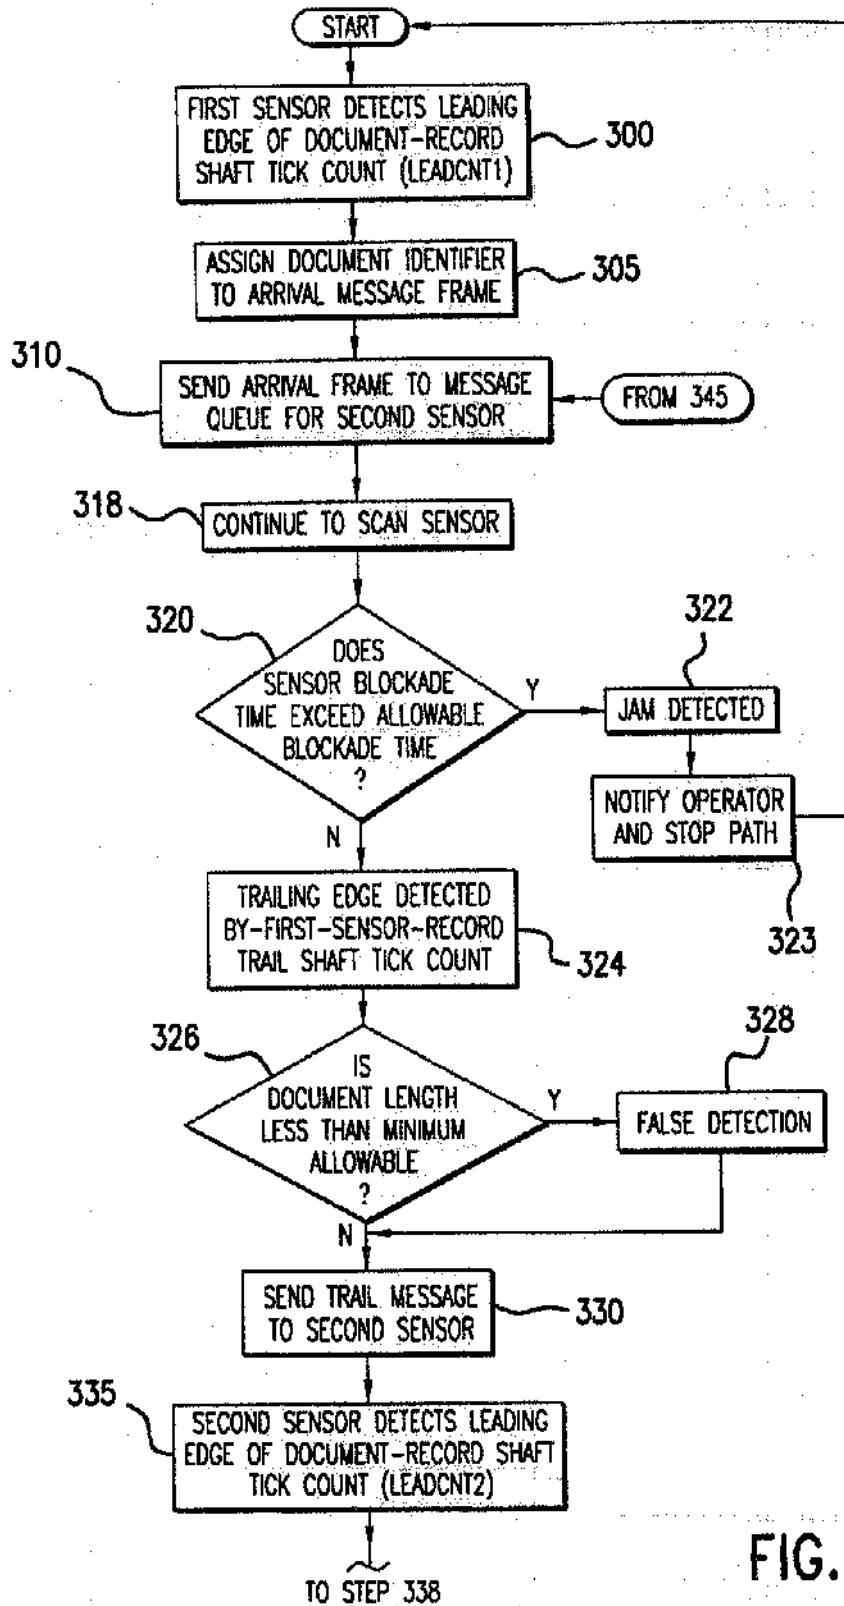 START
FIRST SENSOR DETECTS LEADING
EDGE OF DOCUMENT-RECORD
SHAFT TICK COUNT (LEADCNT1)
300
ASSIGN DOCUMENT IDENTIFIER
TO ARRIVAL MESSAGE FRAME
305
310
SEND ARRIVAL FRAME TO MESSAGE
QUEUE FOR SECOND SENSOR
FROM 345
318
CONTINUE TO SCAN SENSOR
320
DOES
SENSOR BLOCKADE
TIME EXCEED ALLOWABLE
BLOCKADE TIME
?
Y
N
322
JAM DETECTED
NOTIFY OPERATOR
AND STOP PATH
323
TRAILING EDGE DETECTED
BY-FIRST-SENSOR-RECORD
TRAIL SHAFT TICK COUNT
324
326
IS
DOCUMENT LENGTH
LESS THAN MINIMUM
ALLOWABLE
?
Y
N
328
FALSE DETECTION
SEND TRAIL MESSAGE
TO SECOND SENSOR
330
335
SECOND SENSOR DETECTS LEADING
EDGE OF DOCUMENT-RECORD SHAFT
TICK COUNT (LEADCNT2)
TO STEP 338
FIG.